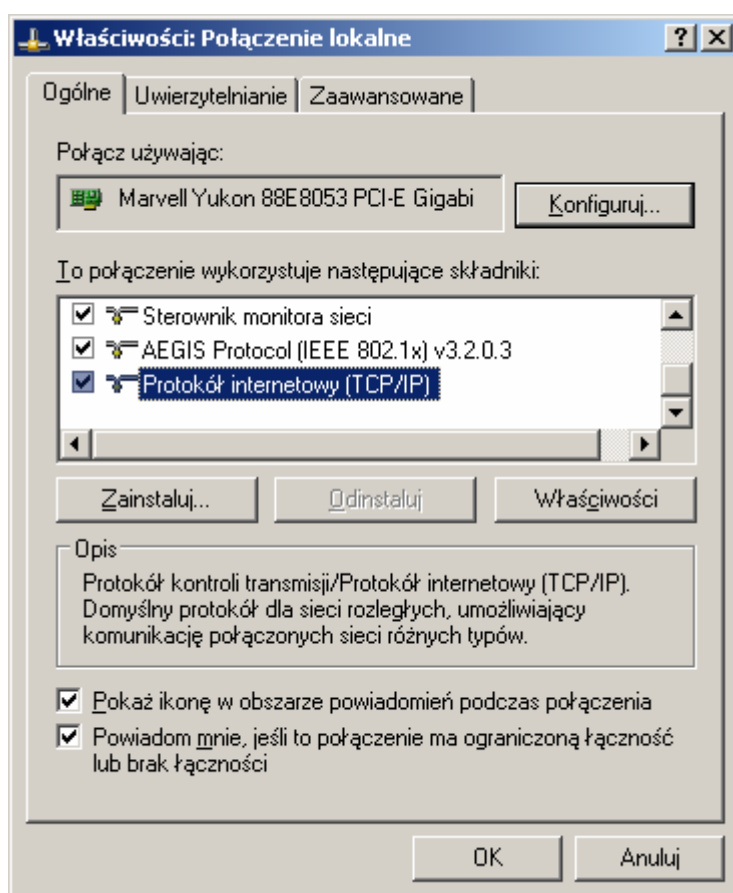 Właściwości: Połączenie lokalne
Ogólne Uwierzytelnianie Zaawansowane
Połącz używając:
Marvell Yukon 88E8053 PCI-E Gigabi Konfiguruj...
To połączenie wykorzystuje następujące składniki:
Sterownik monitora sieci
AEGIS Protocol (IEEE 802.1x) v3.2.0.3
Protokół internetowy (TCP/IP)
Zainstaluj... Odinstaluj Właściwości
Opis
Protokół kontroli transmisji/Protokół internetowy (TCP/IP).
Domyślny protokół dla sieci rozległych, umożliwiający
komunikację połączonych sieci różnych typów.
Pokaż ikonę w obszarze powiadomień podczas połączenia
Powiadom mnie, jeśli to połączenie ma ograniczoną łączność
lub brak łączności
OK Anuluj